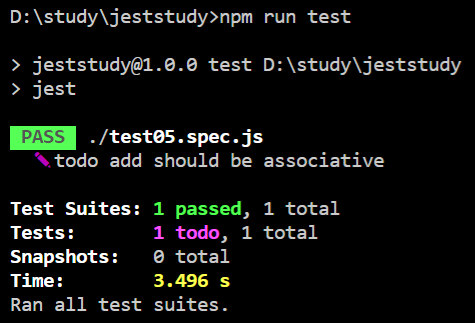 D:\study\jeststudy>npm run test
> jeststudy@1.0.0 test D:\study\jeststudy
> jest
PASS ./test05.spec.js
✎ todo add should be associative
Test Suites: 1 passed, 1 total
Tests: 1 todo, 1 total
Snapshots: 0 total
Time: 3.496 s
Ran all test suites.